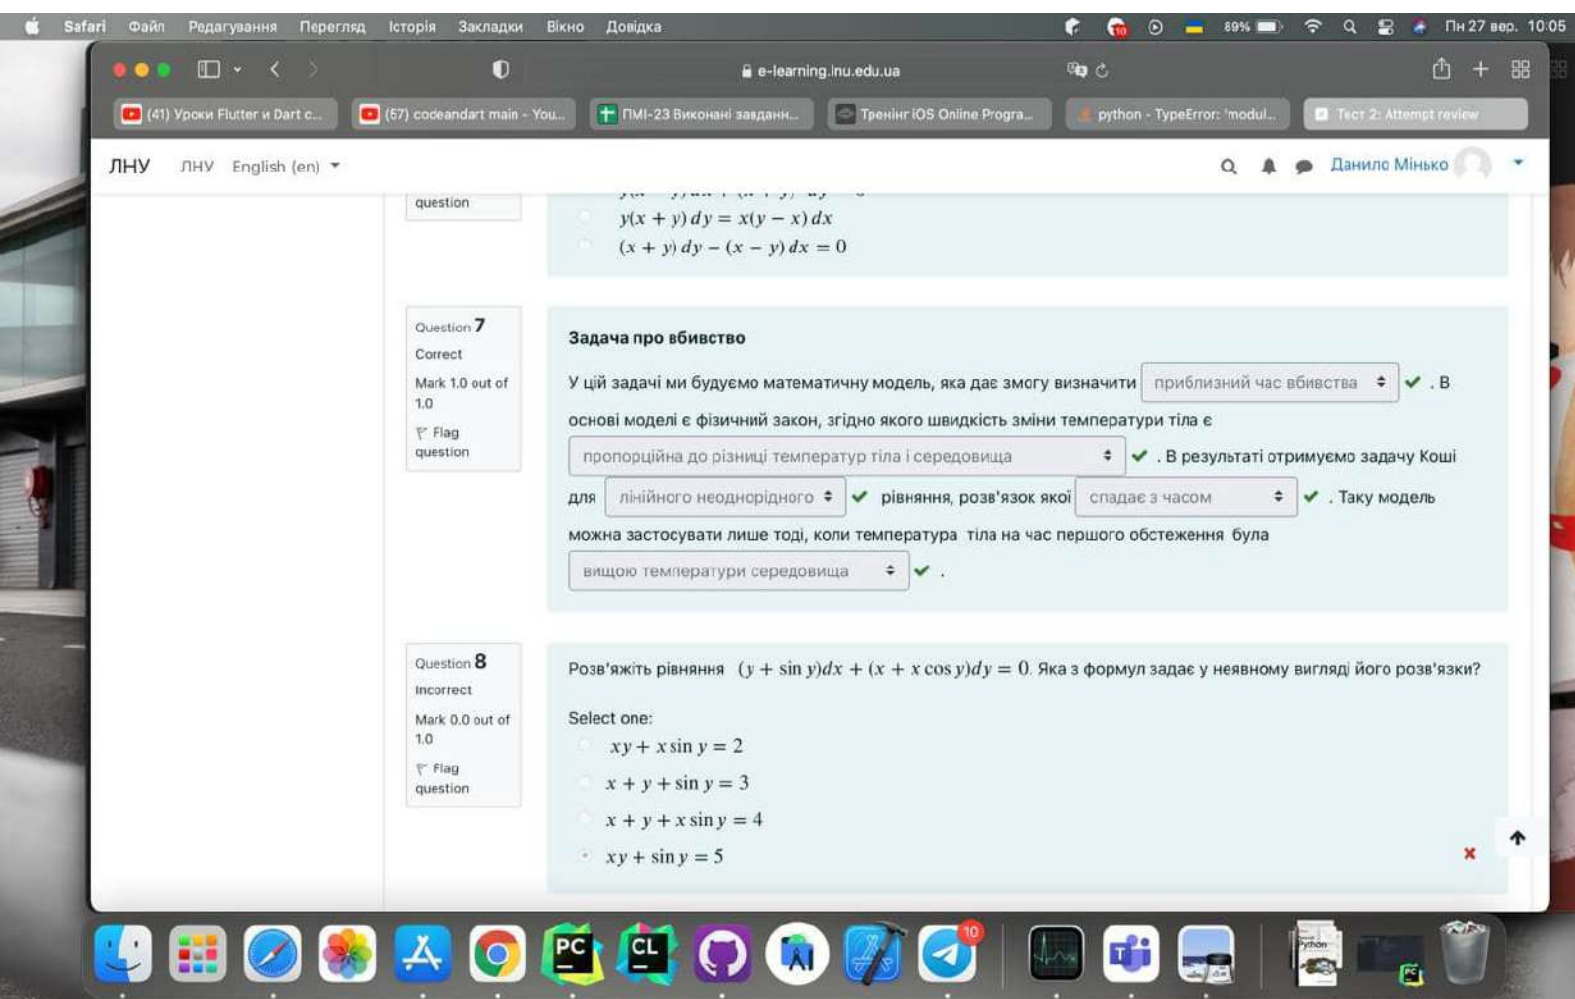 Safari Файл Редагування Перегляд Історія Закладки Вікно Довідка 89% Пн 27 вер. 10:05
e-learning.lnu.edu.ua
(41) Уроки Flutter и Dart с...
(57) codeandart main – You...
ПМІ-23 Виконані завданн...
Тренінг iOS Online Progra...
python - TypeError: 'modul...
Тест 2: Attempt review
ЛНУ ЛНУ English (en) Данило Мінько
question
y(x + y) dy = x(y − x) dx
(x + y) dy − (x − y) dx = 0
Question 7
Correct
Mark 1.0 out of
1.0
Flag
question
Задача про вбивство
У цій задачі ми будуємо математичну модель, яка дає змогу визначити приблизний час вбивства . В
основі моделі є фізичний закон, згідно якого швидкість зміни температури тіла є
пропорційна до різниці температур тіла і середовища . В результаті отримуємо задачу Коші
для лінійного неоднорідного рівняння, розв'язок якої спадає з часом . Таку модель
можна застосувати лише тоді, коли температура тіла на час першого обстеження була
вищою температури середовища .
Question 8
Incorrect
Mark 0.0 out of
1.0
Flag
question
Розв'яжіть рівняння (y + sin y)dx + (x + x cos y)dy = 0. Яка з формул задає у неявному вигляді його розв'язки?
Select one:
xy + x sin y = 2
x + y + sin y = 3
x + y + x sin y = 4
xy + sin y = 5
PC
CL
10
Python
PC